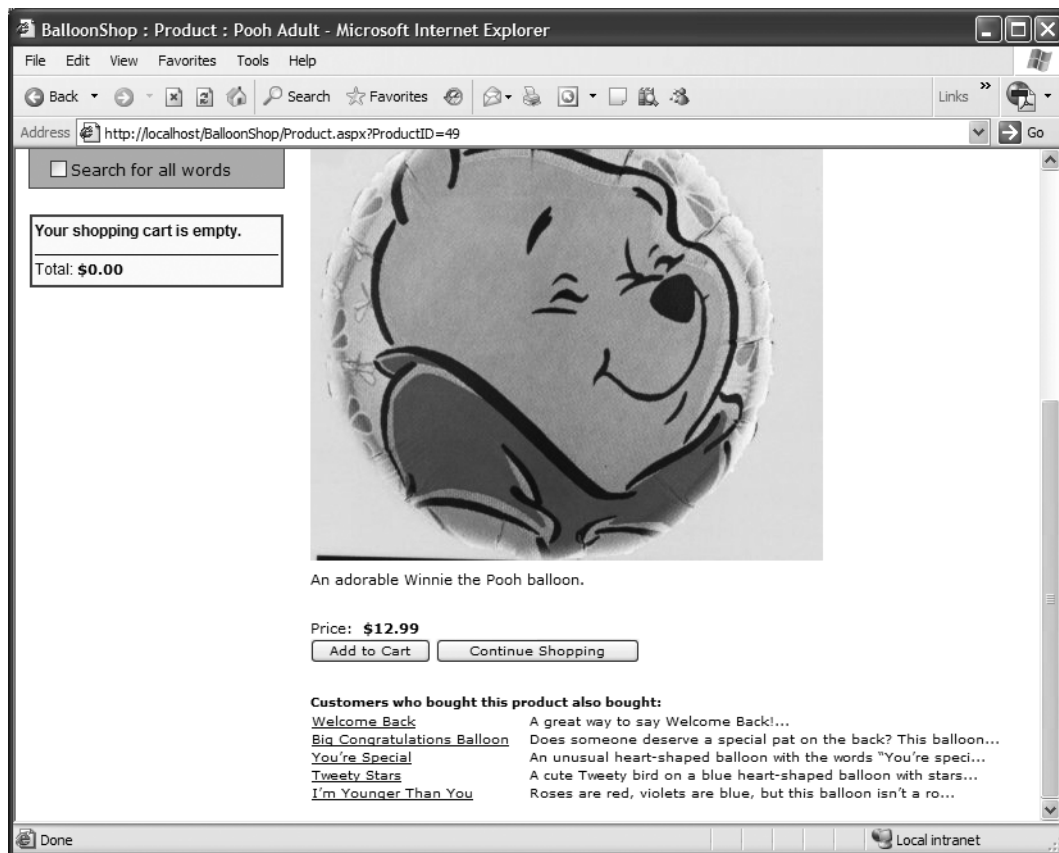 BalloonShop : Product : Pooh Adult - Microsoft Internet Explorer
File Edit View Favorites Tools Help
Back Search Favorites Links »
Address http://localhost/BalloonShop/Product.aspx?ProductID=49 Go
Search for all words
Your shopping cart is empty.
Total: $0.00
An adorable Winnie the Pooh balloon.
Price: $12.99
Add to Cart Continue Shopping
Customers who bought this product also bought:
Welcome Back A great way to say Welcome Back!...
Big Congratulations Balloon Does someone deserve a special pat on the back? This balloon...
You're Special An unusual heart-shaped balloon with the words "You're speci...
Tweety Stars A cute Tweety bird on a blue heart-shaped balloon with stars...
I'm Younger Than You Roses are red, violets are blue, but this balloon isn't a ro...
Done Local intranet